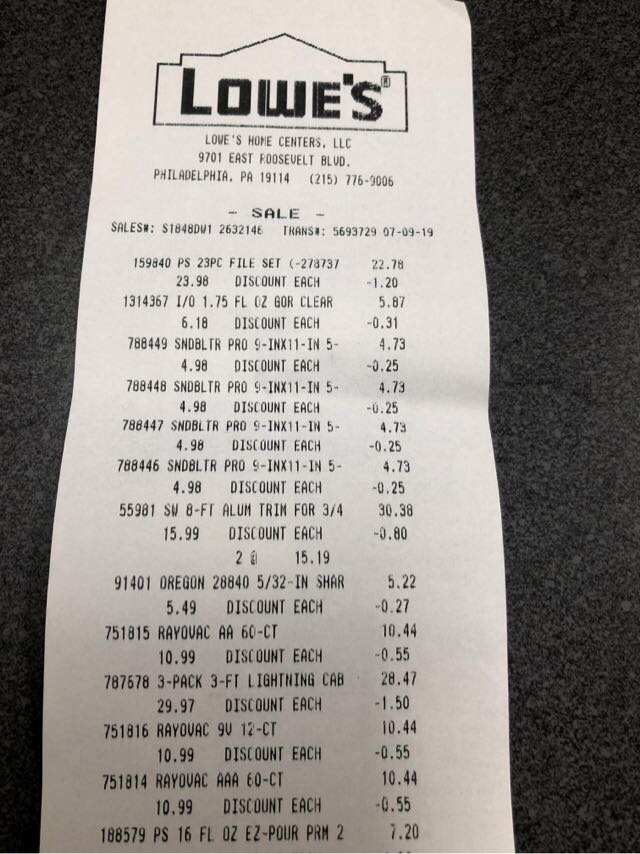 LOWE'S®
LOWE'S HOME CENTERS, LLC
9701 EAST ROOSEVELT BLVD.
PHILADELPHIA, PA 19114 (215) 776-9006
- SALE -
SALES#: S1848DW1 2632146 TRANS#: 5693729 07-09-19
159840 PS 23PC FILE SET (-278737 22.78
23.98 DISCOUNT EACH -1.20
1314367 I/O 1.75 FL OZ GOR CLEAR 5.87
6.18 DISCOUNT EACH -0.31
788449 SNDBLTR PRO 9-INX11-IN 5- 4.73
4.98 DISCOUNT EACH -0.25
788448 SNDBLTR PRO 9-INX11-IN 5- 4.73
4.98 DISCOUNT EACH -0.25
788447 SNDBLTR PRO 9-INX11-IN 5- 4.73
4.98 DISCOUNT EACH -0.25
788446 SNDBLTR PRO 9-INX11-IN 5- 4.73
4.98 DISCOUNT EACH -0.25
55981 SW 8-FT ALUM TRIM FOR 3/4 30.38
15.99 DISCOUNT EACH -0.80
2 @ 15.19
91401 OREGON 28840 5/32-IN SHAR 5.22
5.49 DISCOUNT EACH -0.27
751815 RAYOVAC AA 60-CT 10.44
10.99 DISCOUNT EACH -0.55
787678 3-PACK 3-FT LIGHTNING CAB 28.47
29.97 DISCOUNT EACH -1.50
751816 RAYOVAC 9V 12-CT 10.44
10.99 DISCOUNT EACH -0.55
751814 RAYOVAC AAA 60-CT 10.44
10.99 DISCOUNT EACH -0.55
188579 PS 16 FL OZ EZ-POUR PRM 2 7.20